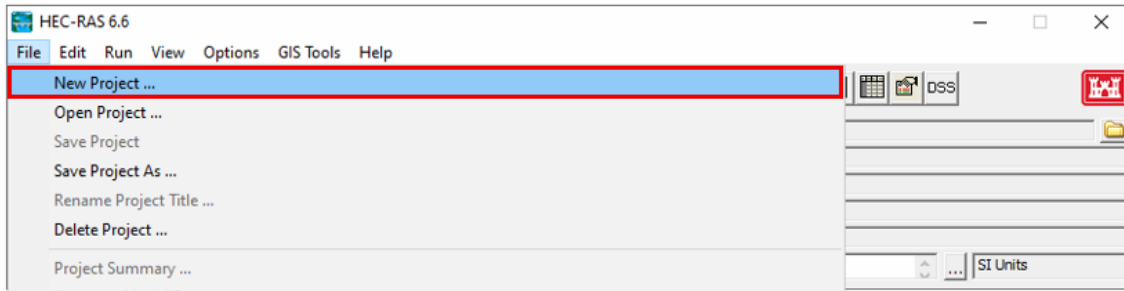 HEC-RAS 6.6
File Edit Run View Options GIS Tools Help
New Project ...
DSS
Open Project ...
Save Project
Save Project As ...
Rename Project Title ...
Delete Project ...
Project Summary ...
... SI Units